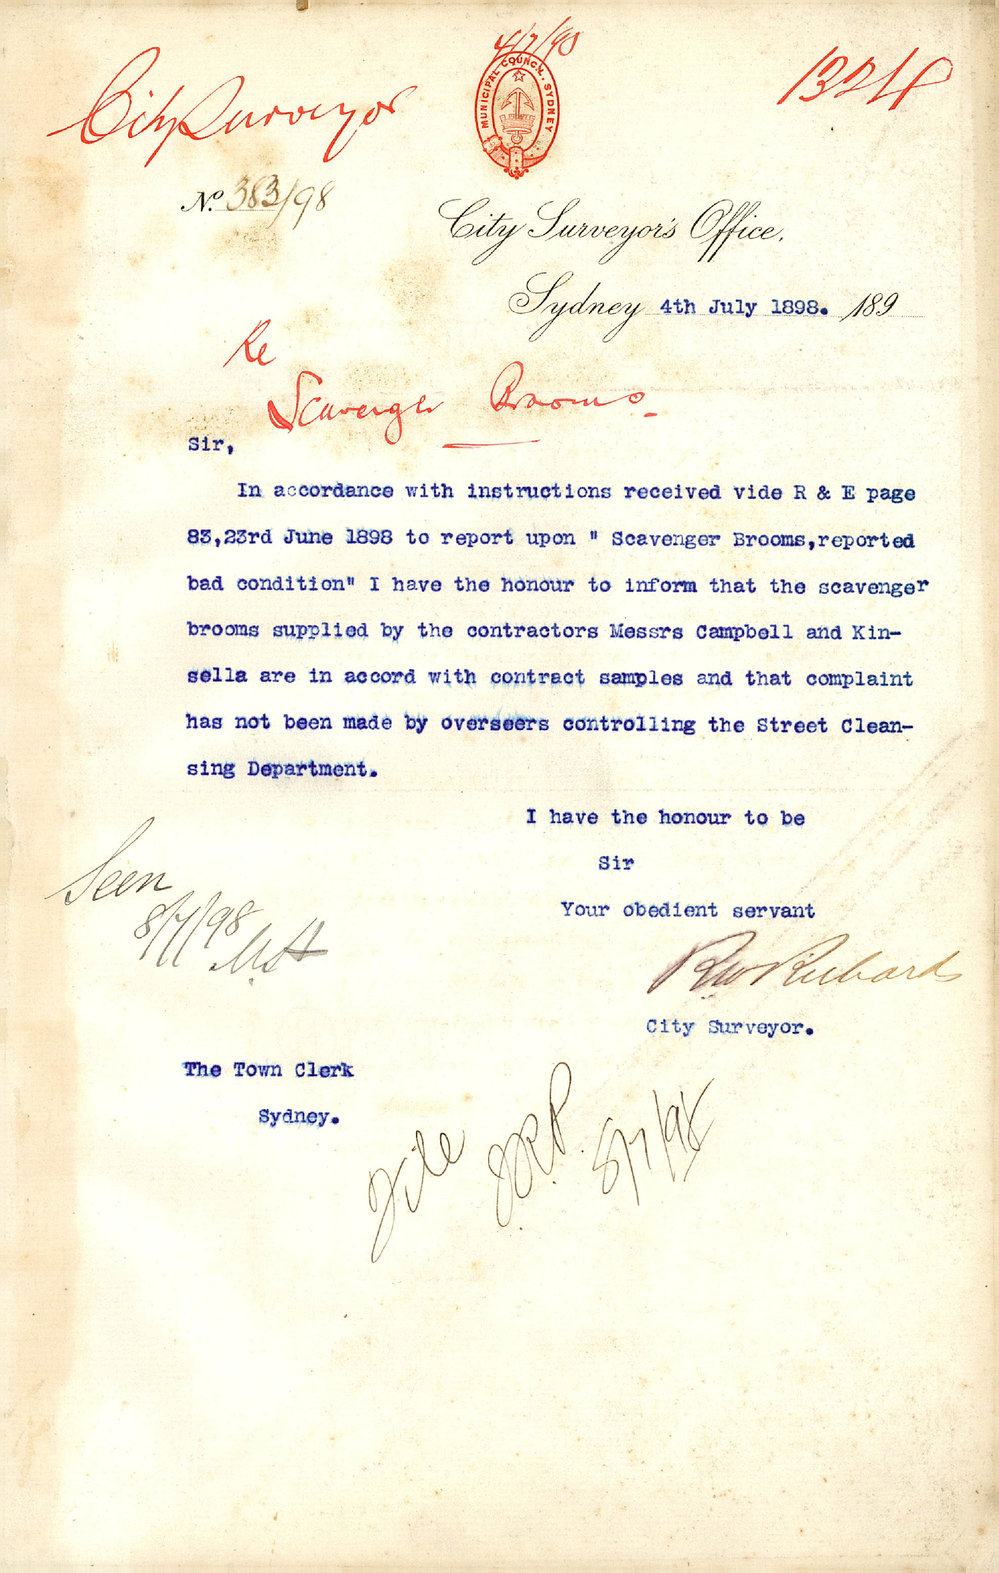 4/7/98
City Surveyor
MUNICIPAL COUNCIL. SYDNEY
No. 383/98
City Surveyor's Office.
Sydney 4th July 1898. 189
Re
Scavenger Brooms.
Sir,
In accordance with instructions received vide R & E page
83,23rd June 1898 to report upon " Scavenger Brooms,reported
bad condition" I have the honour to inform that the scavenger
brooms supplied by the contractors Messrs Campbell and Kin-
sella are in accord with contract samples and that complaint
has not been made by overseers controlling the Street Clean-
sing Department.
I have the honour to be
Sir
Your obedient servant
Seen
8/7/98
RW Richards
City Surveyor.
The Town Clerk
Sydney.
File
8/7/98